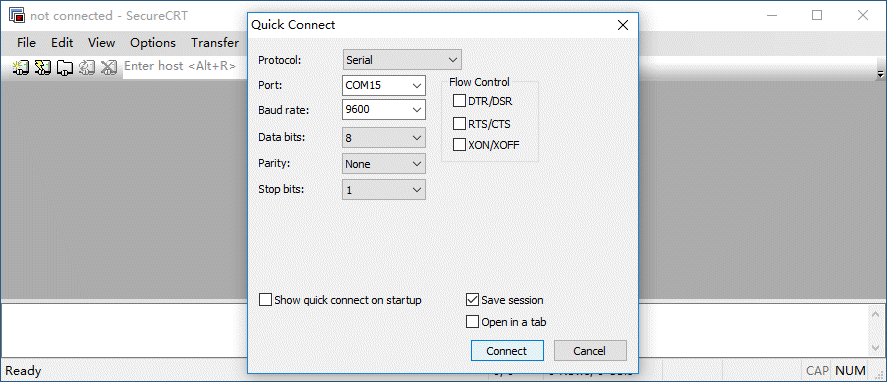 not connected - SecureCRT
Quick Connect
File Edit View Options Transfer
Enter host <Alt+R>
Protocol: Serial
Port: COM15
Baud rate: 9600
Data bits: 8
Parity: None
Stop bits: 1
Flow Control
DTR/DSR
RTS/CTS
XON/XOFF
Show quick connect on startup
Save session
Open in a tab
Connect Cancel
Ready CAP NUM